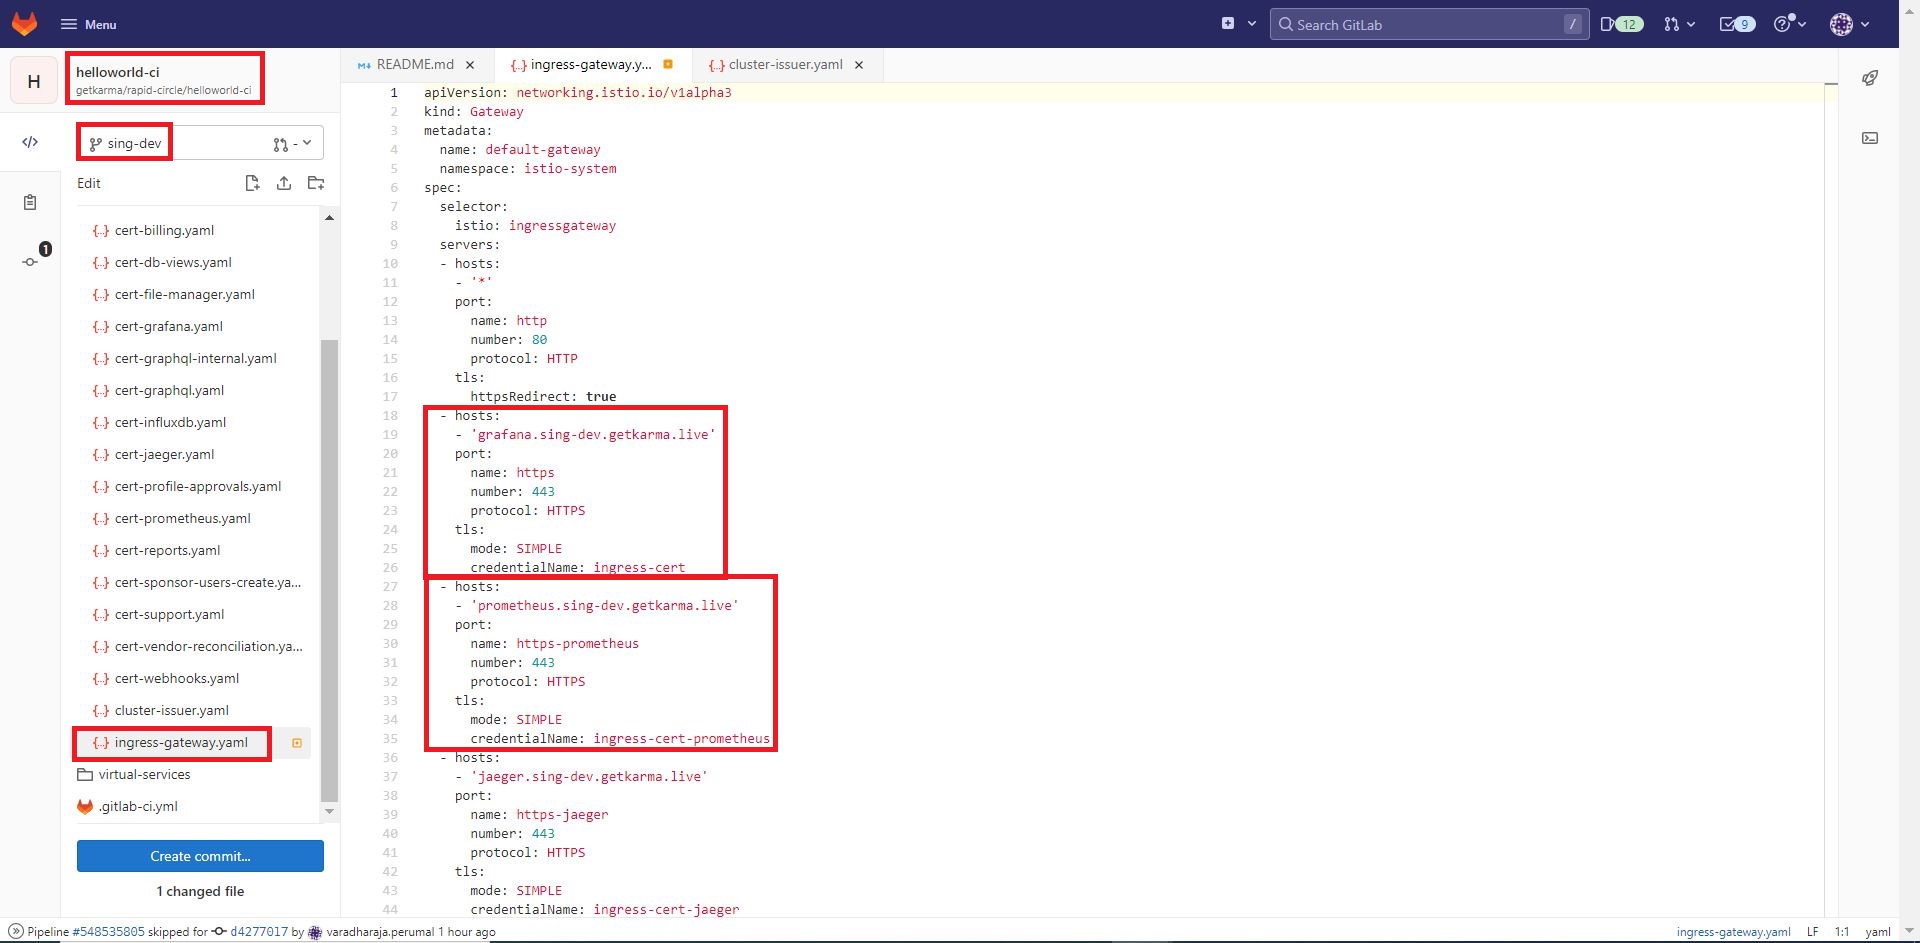 Menu
Search GitLab
/
12
9
H
helloworld-ci
getkarma/rapid-circle/helloworld-ci
sing-dev
-
Edit
1
{..} cert-billing.yaml
{..} cert-db-views.yaml
{..} cert-file-manager.yaml
{..} cert-grafana.yaml
{..} cert-graphql-internal.yaml
{..} cert-graphql.yaml
{..} cert-influxdb.yaml
{..} cert-jaeger.yaml
{..} cert-profile-approvals.yaml
{..} cert-prometheus.yaml
{..} cert-reports.yaml
{..} cert-sponsor-users-create.ya...
{..} cert-support.yaml
{..} cert-vendor-reconciliation.ya...
{..} cert-webhooks.yaml
{..} cluster-issuer.yaml
{..} ingress-gateway.yaml
virtual-services
.gitlab-ci.yml
Create commit...
1 changed file
README.md
{..} ingress-gateway.y...
{..} cluster-issuer.yaml
1 apiVersion: networking.istio.io/v1alpha3
2 kind: Gateway
3 metadata:
4 name: default-gateway
5 namespace: istio-system
6 spec:
7 selector:
8 istio: ingressgateway
9 servers:
10 - hosts:
11 - '*'
12 port:
13 name: http
14 number: 80
15 protocol: HTTP
16 tls:
17 httpsRedirect: true
18 - hosts:
19 - 'grafana.sing-dev.getkarma.live'
20 port:
21 name: https
22 number: 443
23 protocol: HTTPS
24 tls:
25 mode: SIMPLE
26 credentialName: ingress-cert
27 - hosts:
28 - 'prometheus.sing-dev.getkarma.live'
29 port:
30 name: https-prometheus
31 number: 443
32 protocol: HTTPS
33 tls:
34 mode: SIMPLE
35 credentialName: ingress-cert-prometheus
36 - hosts:
37 - 'jaeger.sing-dev.getkarma.live'
38 port:
39 name: https-jaeger
40 number: 443
41 protocol: HTTPS
42 tls:
43 mode: SIMPLE
44 credentialName: ingress-cert-jaeger
Pipeline #548535805 skipped for d4277017 by varadharaja.perumal 1 hour ago
ingress-gateway.yaml LF 1:1 yaml